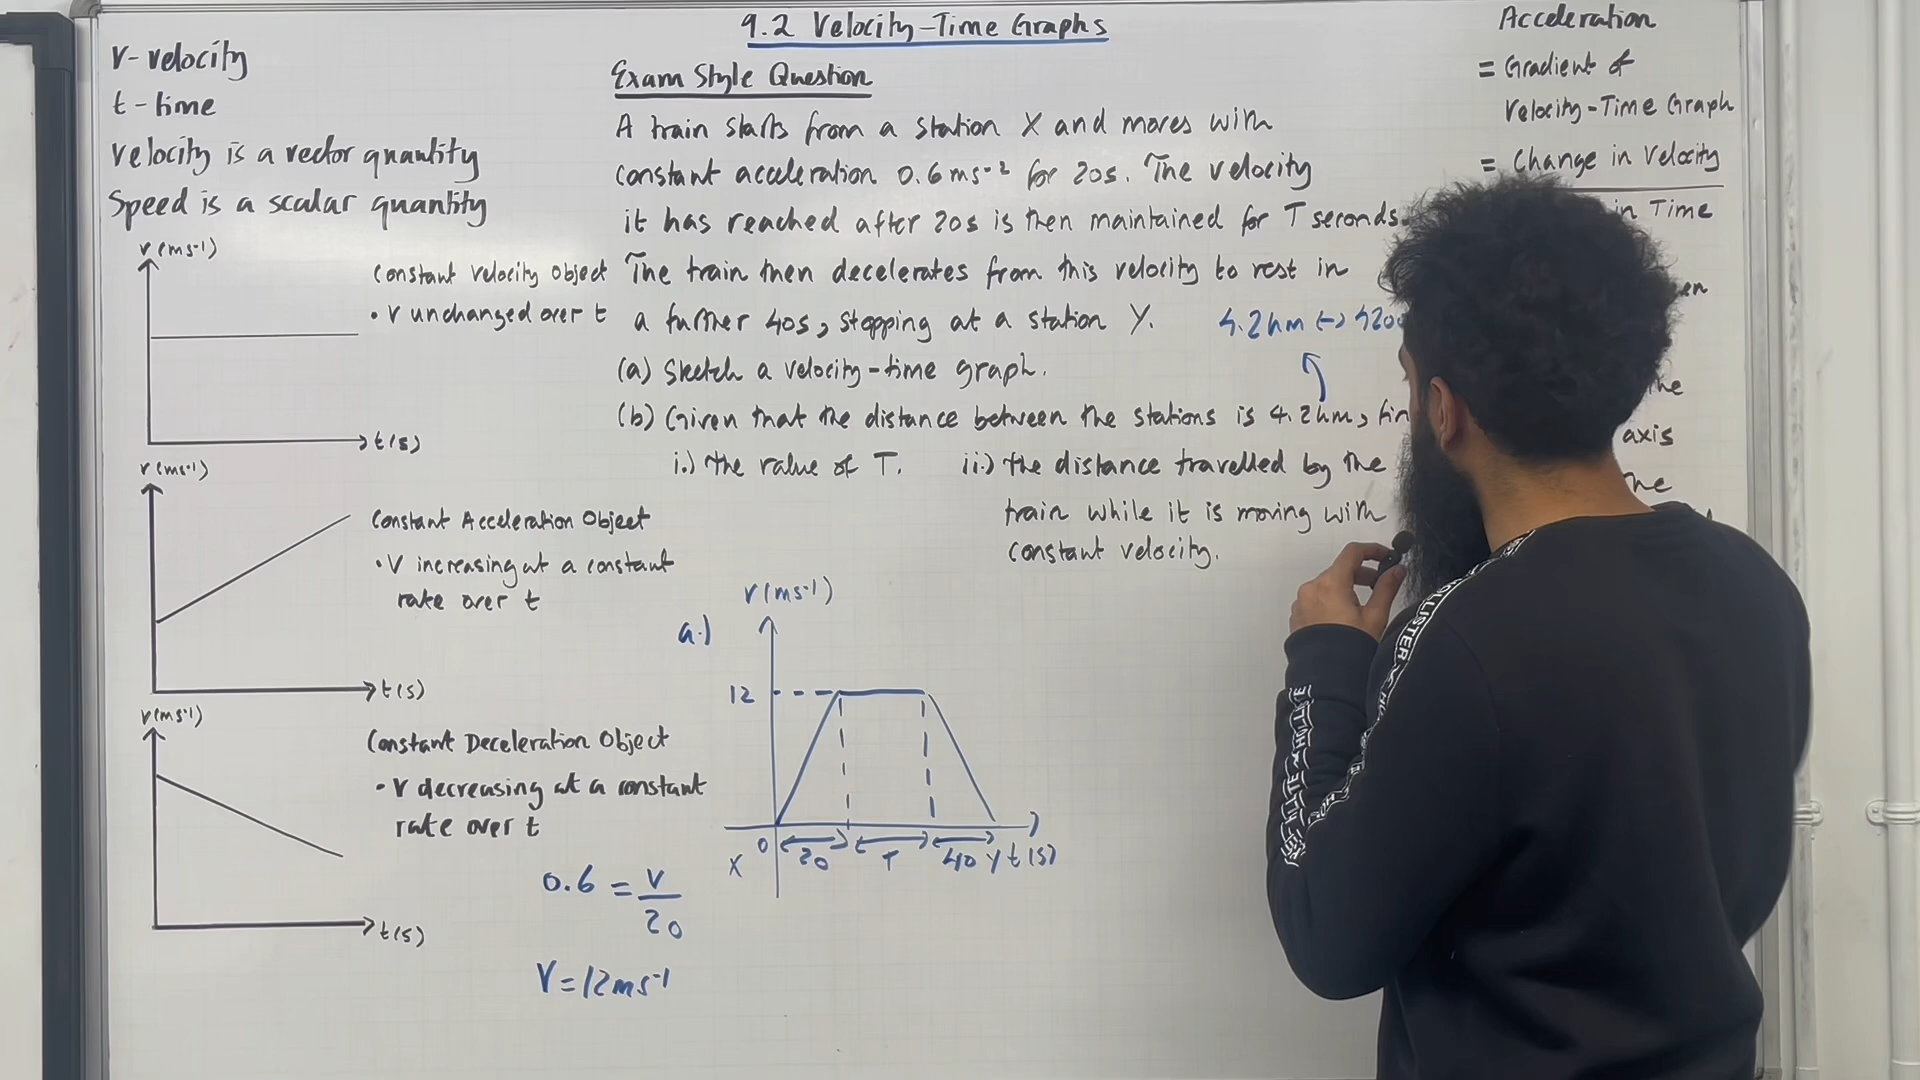 9.2 Velocity-Time Graphs
v - velocity
t - time
Velocity is a vector quantity
Speed is a scalar quantity
v (ms-1)
Constant Velocity Object
• v unchanged over t
t(s)
v (ms-1)
Constant Acceleration Object
• v increasing at a constant
rate over t
t(s)
v(ms-1)
Constant Deceleration Object
• v decreasing at a constant
rate over t
t(s)
Exam Style Question
A train starts from a station X and moves with
constant acceleration 0.6ms-2 for 20s. The velocity
it has reached after 20s is then maintained for T seconds.
The train then decelerates from this velocity to rest in
a further 40s, stopping at a station Y.
4.2km
(a) Sketch a velocity-time graph.
(b) Given that the distance between the stations is 4.2km,
i.) the value of T.
ii.) the distance travelled by the
train while it is moving with
constant velocity.
a.)
v (ms-1)
12
0
X
20
T
40
Y
t(s)
0.6 = v
20
V = 12ms-1
Acceleration
= Gradient of
Velocity-Time Graph
= Change in Velocity
in Time
axis
HOLLISTER